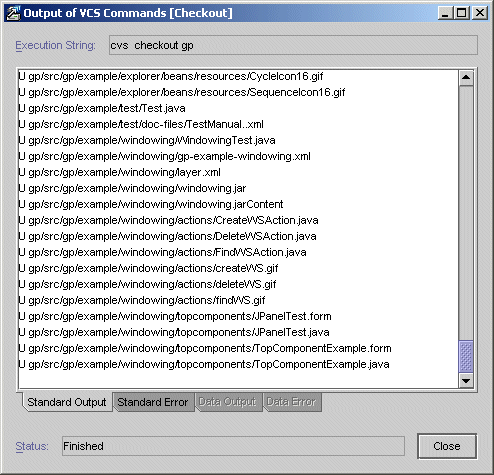 Output of VCS Commands [Checkout]
Execution String: cvs checkout gp
U gp/src/gp/example/explorer/beans/resources/CycleIcon16.gif
U gp/src/gp/example/explorer/beans/resources/SequenceIcon16.gif
U gp/src/gp/example/test/Test.java
U gp/src/gp/example/test/doc-files/TestManual..xml
U gp/src/gp/example/windowing/WindowingTest.java
U gp/src/gp/example/windowing/gp-example-windowing.xml
U gp/src/gp/example/windowing/layer.xml
U gp/src/gp/example/windowing/windowing.jar
U gp/src/gp/example/windowing/windowing.jarContent
U gp/src/gp/example/windowing/actions/CreateWSAction.java
U gp/src/gp/example/windowing/actions/DeleteWSAction.java
U gp/src/gp/example/windowing/actions/FindWSAction.java
U gp/src/gp/example/windowing/actions/createWS.gif
U gp/src/gp/example/windowing/actions/deleteWS.gif
U gp/src/gp/example/windowing/actions/findWS.gif
U gp/src/gp/example/windowing/topcomponents/JPanelTest.form
U gp/src/gp/example/windowing/topcomponents/JPanelTest.java
U gp/src/gp/example/windowing/topcomponents/TopComponentExample.form
U gp/src/gp/example/windowing/topcomponents/TopComponentExample.java
Standard Output Standard Error Data Output Data Error
Status: Finished Close